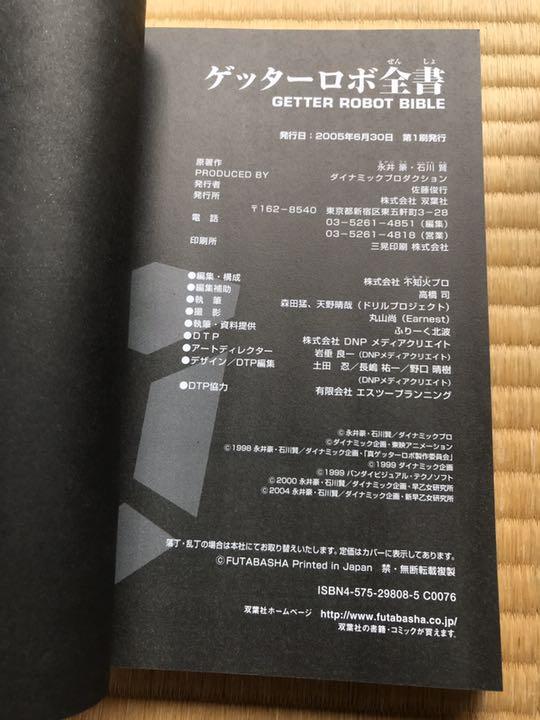 ぜん しょ
ゲッターロボ全書
GETTER ROBOT BIBLE
発行日：2005年6月30日 第1刷発行
原著作 永井 豪・石川 賢
PRODUCED BY ダイナミックプロダクション
発行者 佐藤俊行
発行所 株式会社 双葉社
〒162−8540 東京都新宿区東五軒町3−28
電 話 03-5261-4851（編集）
03-5261-4818（営業）
印刷所 三晃印刷 株式会社
●編集・構成 株式会社 不知火プロ
●編集補助 高橋 司
●執 筆 森田猛、天野晴哉（ドリルプロジェクト）
●撮 影 丸山尚（Earnest）
●執筆・資料提供 ふりーく北波
●DTP 株式会社 DNP メディアクリエイト
●アートディレクター 岩垂 良一（DNPメディアクリエイト）
●デザイン／DTP編集 土田 忍／長嶋 祐一／野口 晴樹
（DNPメディアクリエイト）
●DTP協力 有限会社 エスツープランニング
©永井豪・石川賢／ダイナミックプロ
©ダイナミック企画・東映アニメーション
©1998 永井豪・石川賢／ダイナミック企画・「真ゲッターロボ製作委員会」
©1999 ダイナミック企画
©1999 バンダイビジュアル・テクノソフト
©2000 永井豪・石川賢／ダイナミック企画・早乙女研究所
©2004 永井豪・石川賢／ダイナミック企画・新早乙女研究所
落丁・乱丁の場合は本社にてお取り替えいたします。定価はカバーに表示してあります。
©FUTABASHA Printed in Japan 禁・無断転載複製
ISBN4-575-29808-5 C0076
双葉社ホームページ http://www.futabasha.co.jp/
双葉社の書籍・コミックが買えます。